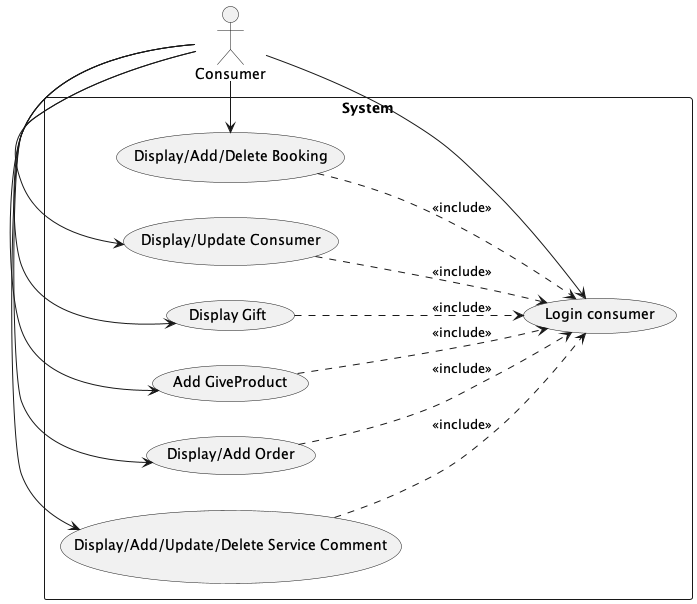 Consumer
System
Display/Add/Delete Booking
«include»
Display/Update Consumer
«include»
Display Gift
«include»
Login consumer
«include»
Add GiveProduct
«include»
Display/Add Order
«include»
Display/Add/Update/Delete Service Comment